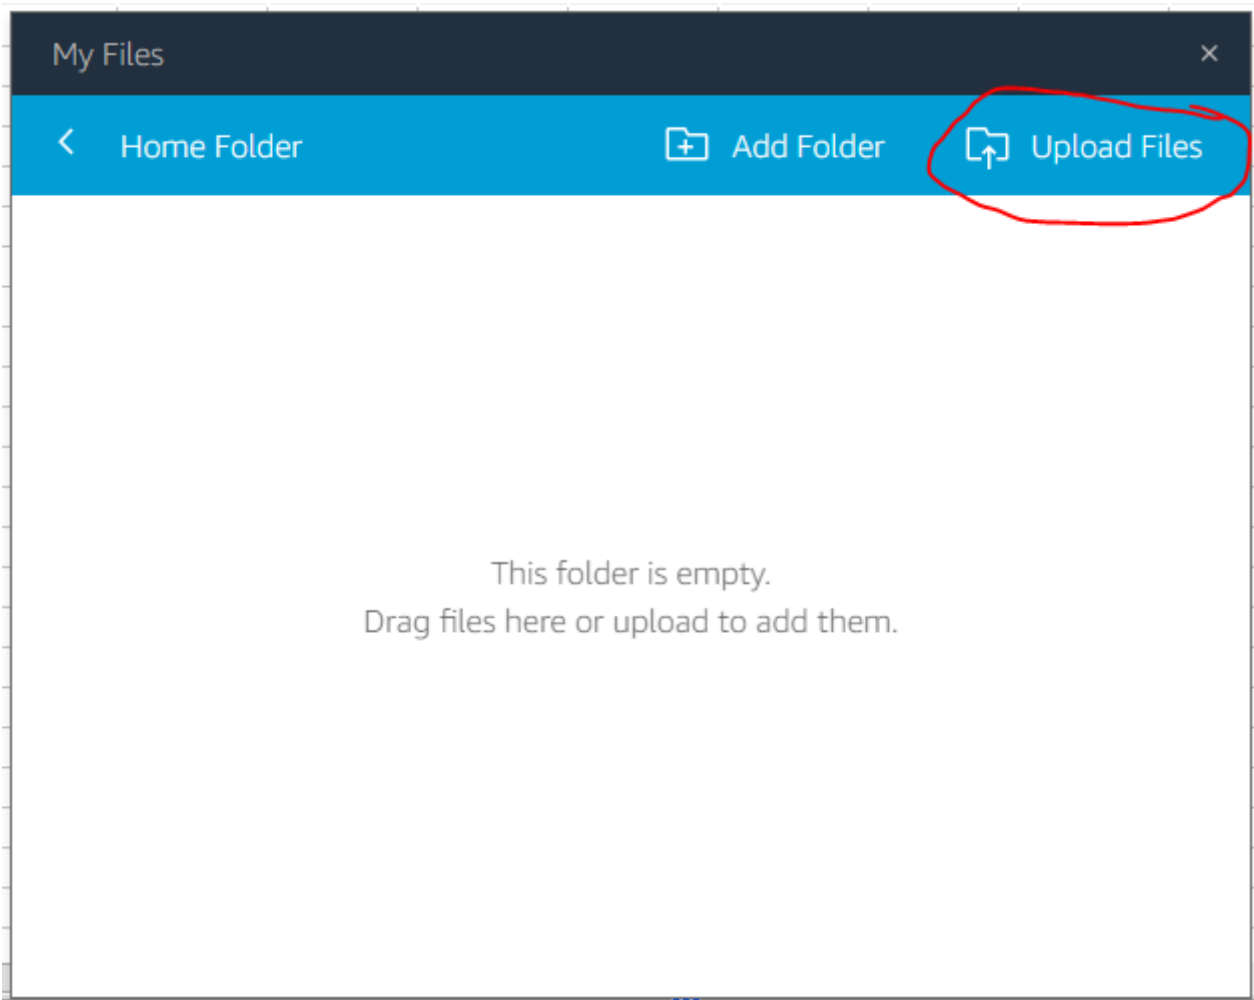 My Files
Home Folder Add Folder Upload Files
This folder is empty.
Drag files here or upload to add them.